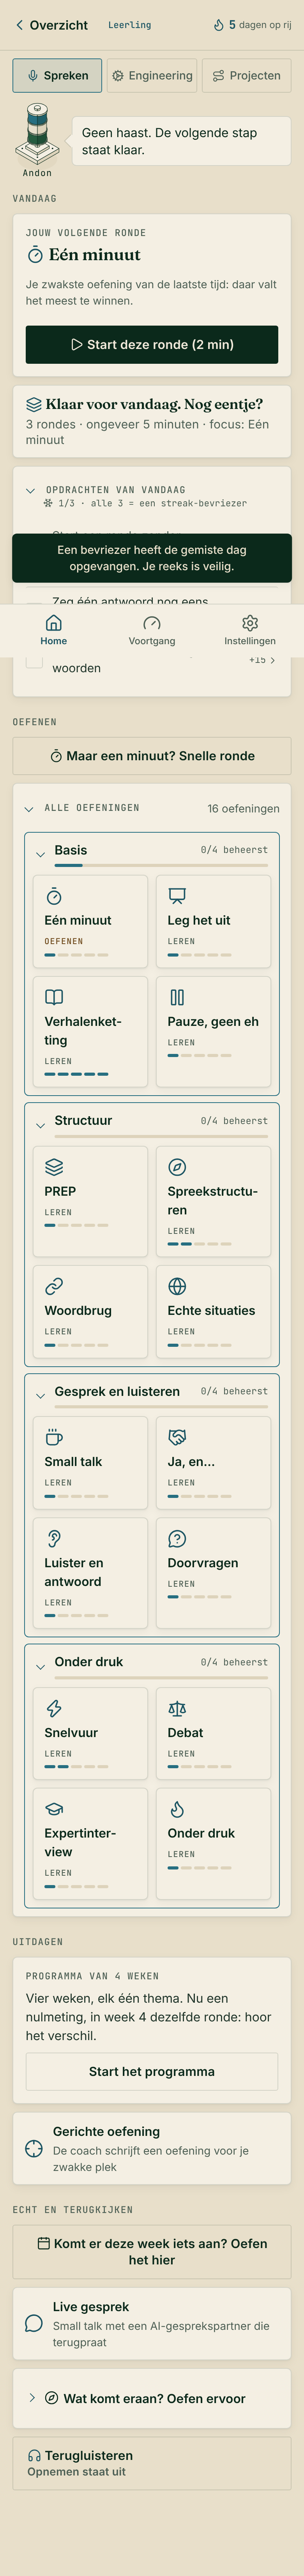 Overzicht
Leerling
5 dagen op rij
Spreken
Engineering
Projecten
Geen haast. De volgende stap
staat klaar.
Andon
VANDAAG
JOUW VOLGENDE RONDE
Eén minuut
Je zwakste oefening van de laatste tijd: daar valt
het meest te winnen.
Start deze ronde (2 min)
Klaar voor vandaag. Nog eentje?
3 rondes · ongeveer 5 minuten · focus: Eén
minuut
OPDRACHTEN VAN VANDAAG
1/3 · alle 3 = een streak-bevriezer
Een bevriezer heeft de gemiste dag
opgevangen. Je reeks is veilig.
Zeg één antwoord nog eens
Home
Voortgang
Instellingen
+15
woorden
OEFENEN
Maar een minuut? Snelle ronde
ALLE OEFENINGEN
16 oefeningen
Basis
0/4 beheerst
Eén minuut
OEFENEN
Leg het uit
LEREN
Verhalenket-
ting
LEREN
Pauze, geen eh
LEREN
Structuur
0/4 beheerst
PREP
LEREN
Spreekstructu-
ren
LEREN
Woordbrug
LEREN
Echte situaties
LEREN
Gesprek en luisteren
0/4 beheerst
Small talk
LEREN
Ja, en...
LEREN
Luister en
antwoord
LEREN
Doorvragen
LEREN
Onder druk
0/4 beheerst
Snelvuur
LEREN
Debat
LEREN
Expertinter-
view
LEREN
Onder druk
LEREN
UITDAGEN
PROGRAMMA VAN 4 WEKEN
Vier weken, elk één thema. Nu een
nulmeting, in week 4 dezelfde ronde: hoor
het verschil.
Start het programma
Gerichte oefening
De coach schrijft een oefening voor je
zwakke plek
ECHT EN TERUGKIJKEN
Komt er deze week iets aan? Oefen
het hier
Live gesprek
Small talk met een AI-gesprekspartner die
terugpraat
Wat komt eraan? Oefen ervoor
Terugluisteren
Opnemen staat uit